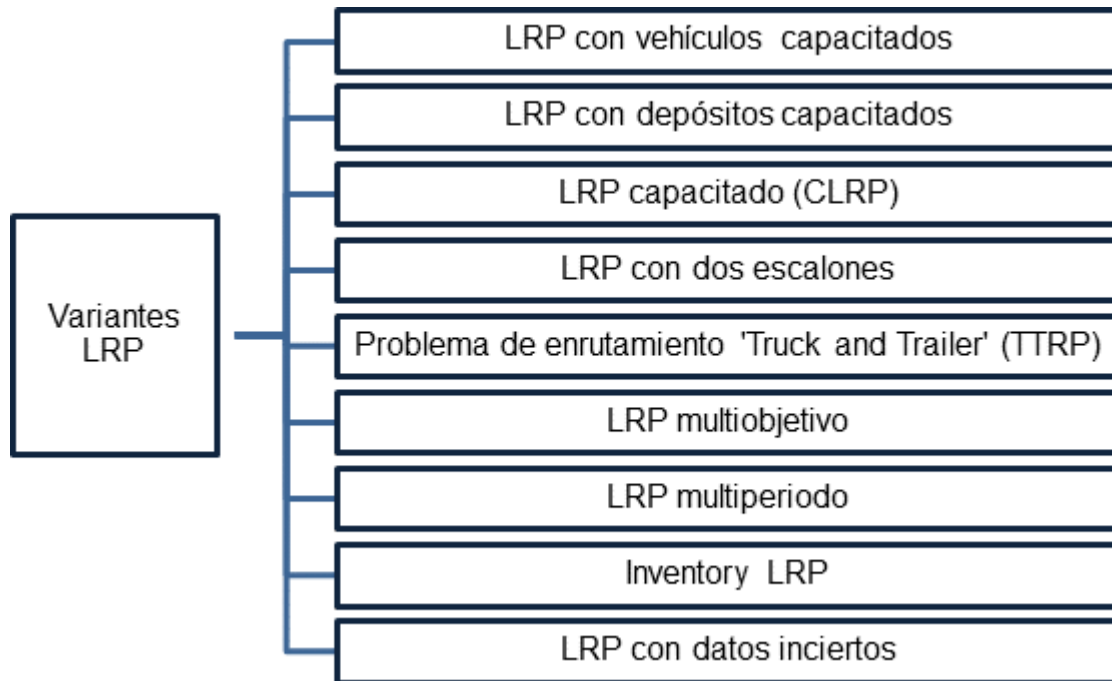 LRP con vehículos capacitados
LRP con depósitos capacitados
LRP capacitado (CLRP)
LRP con dos escalones
Variantes
LRP
Problema de enrutamiento 'Truck and Trailer' (TTRP)
LRP multiobjetivo
LRP multiperiodo
Inventory LRP
LRP con datos inciertos